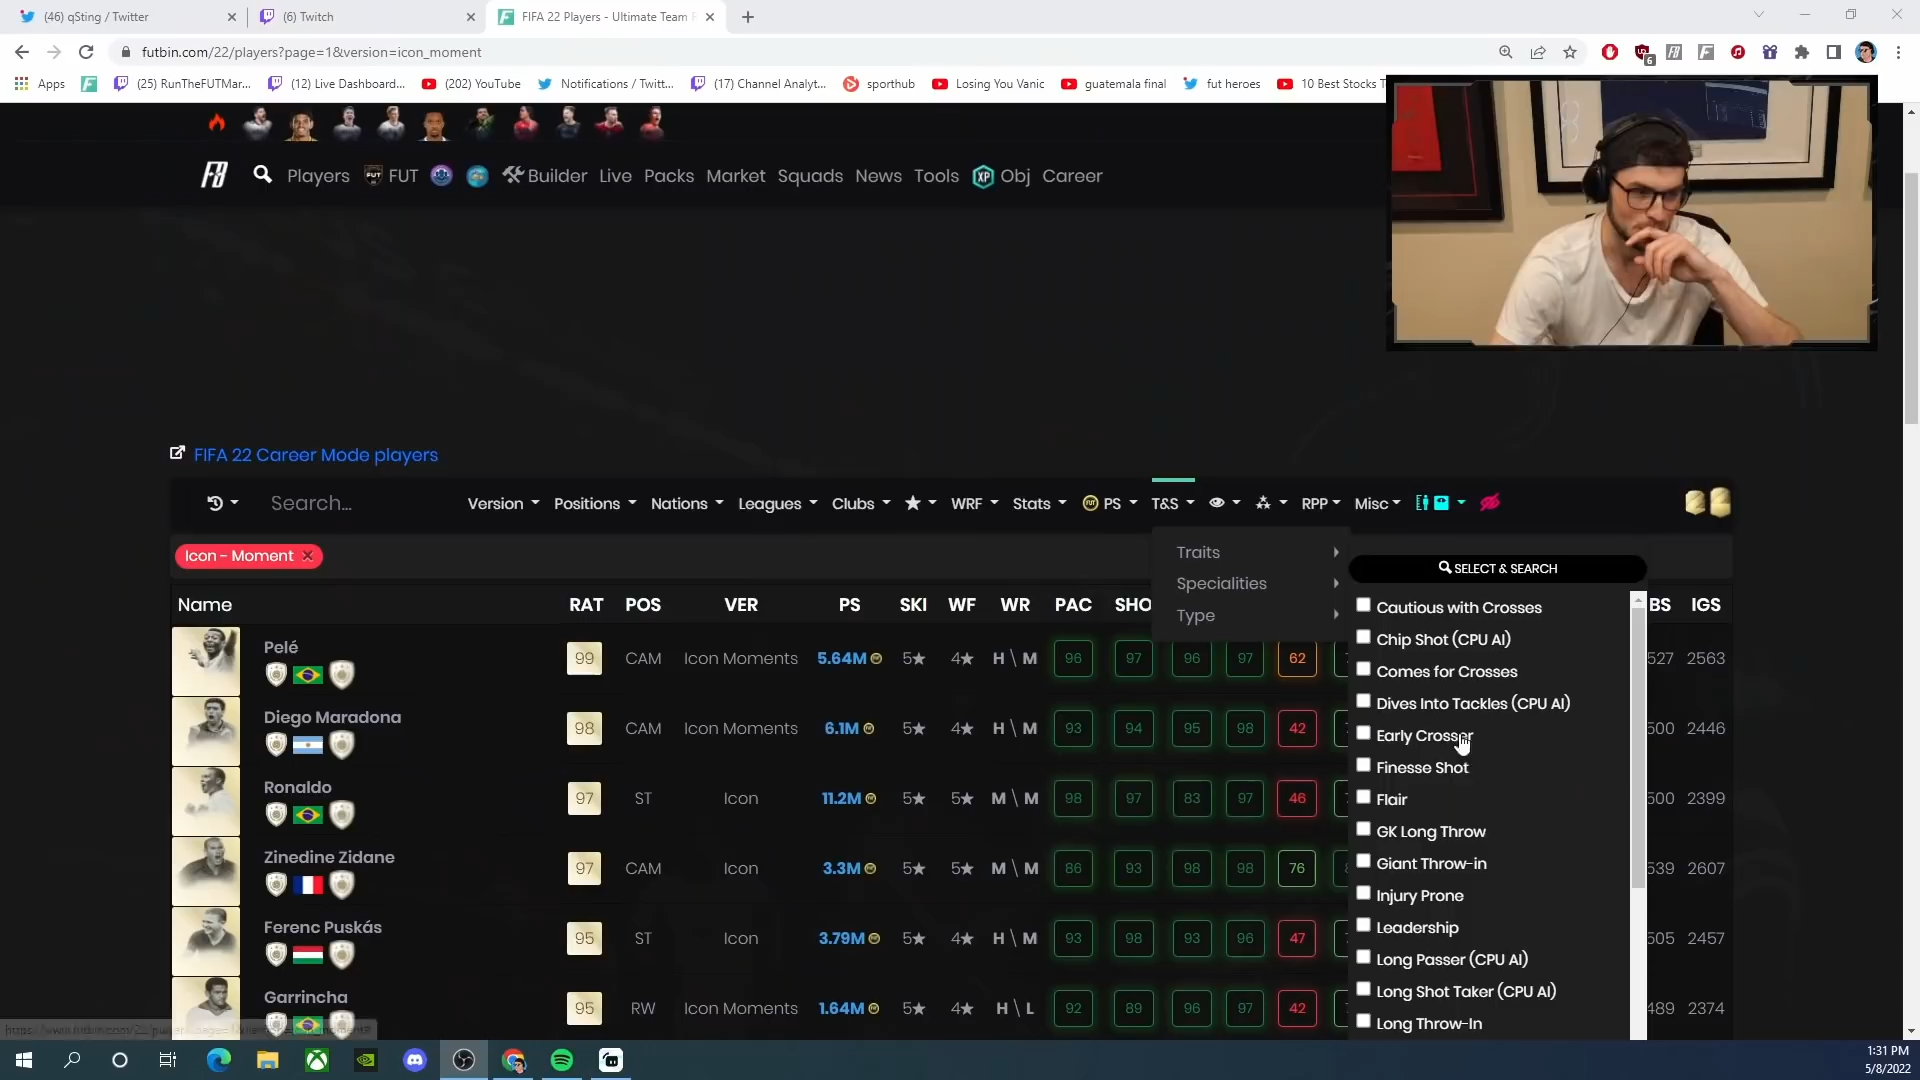 (46) qSting / Twitter
(6) Twitch
FIFA 22 Players - Ultimate Team
futbin.com/22/players?page=1&version=icon_moment
6
Apps
(25) RunTheFUTMar...
(12) Live Dashboard...
(202) YouTube
Notifications / Twitt...
(17) Channel Analyt...
sporthub
Losing You Vanic
guatemala final
fut heroes
10 Best Stocks T
Players FUT Builder Live Packs Market Squads News Tools XP Obj Career
FIFA 22 Career Mode players
Search... Version Positions Nations Leagues Clubs WRF Stats PS T&S RPP Misc
Icon - Moment
Traits
Specialities
Type
SELECT & SEARCH
Cautious with Crosses
Chip Shot (CPU AI)
Comes for Crosses
Dives Into Tackles (CPU AI)
Early Crosser
Finesse Shot
Flair
GK Long Throw
Giant Throw-in
Injury Prone
Leadership
Long Passer (CPU AI)
Long Shot Taker (CPU AI)
Long Throw-In
Name RAT POS VER PS SKI WF WR PAC SHO BS IGS
Pelé 99 CAM Icon Moments 5.64M 5★ 4★ H \ M 96 97 96 97 62 527 2563
Diego Maradona 98 CAM Icon Moments 6.1M 5★ 4★ H \ M 93 94 95 98 42 500 2446
Ronaldo 97 ST Icon 11.2M 5★ 5★ M \ M 98 97 83 97 46 500 2399
Zinedine Zidane 97 CAM Icon 3.3M 5★ 5★ M \ M 86 93 98 98 76 539 2607
Ferenc Puskás 95 ST Icon 3.79M 5★ 4★ H \ M 93 98 93 96 47 505 2457
Garrincha 95 RW Icon Moments 1.64M 5★ 4★ H \ L 92 89 96 97 42 489 2374
1:31 PM
5/8/2022